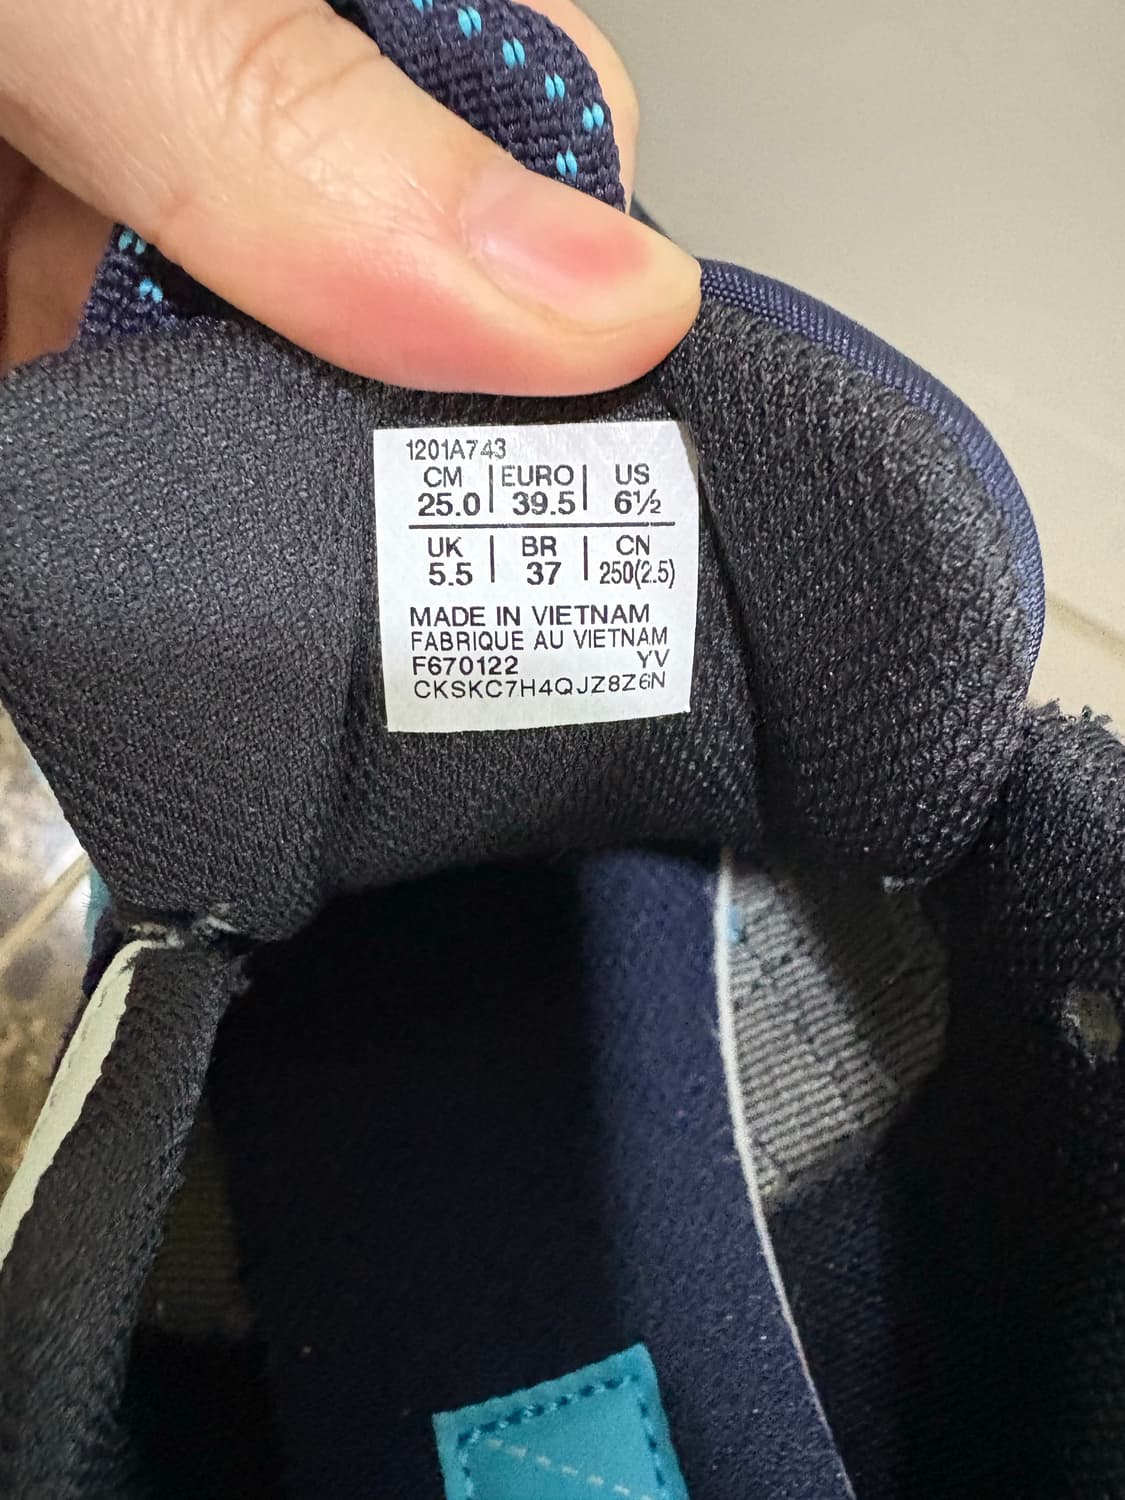 1201A743
CM | EURO | US
25.0 | 39.5 | 6½
UK | BR | CN
5.5 | 37 | 250(2.5)
MADE IN VIETNAM
FABRIQUE AU VIETNAM
F670122 YV
CKSKC7H4QJZ8Z6N